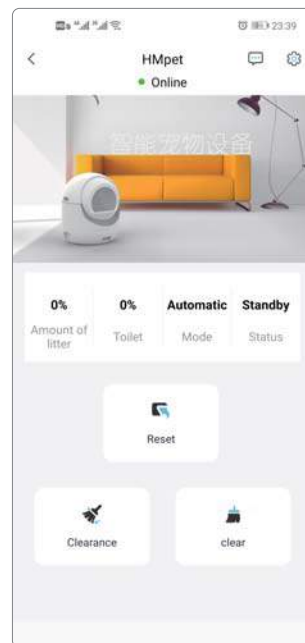 23:39
HMpet
Online
智能宠物设备
0%
0%
Automatic
Standby
Amount of
litter
Toilet
Mode
Status
Reset
Clearance
clear